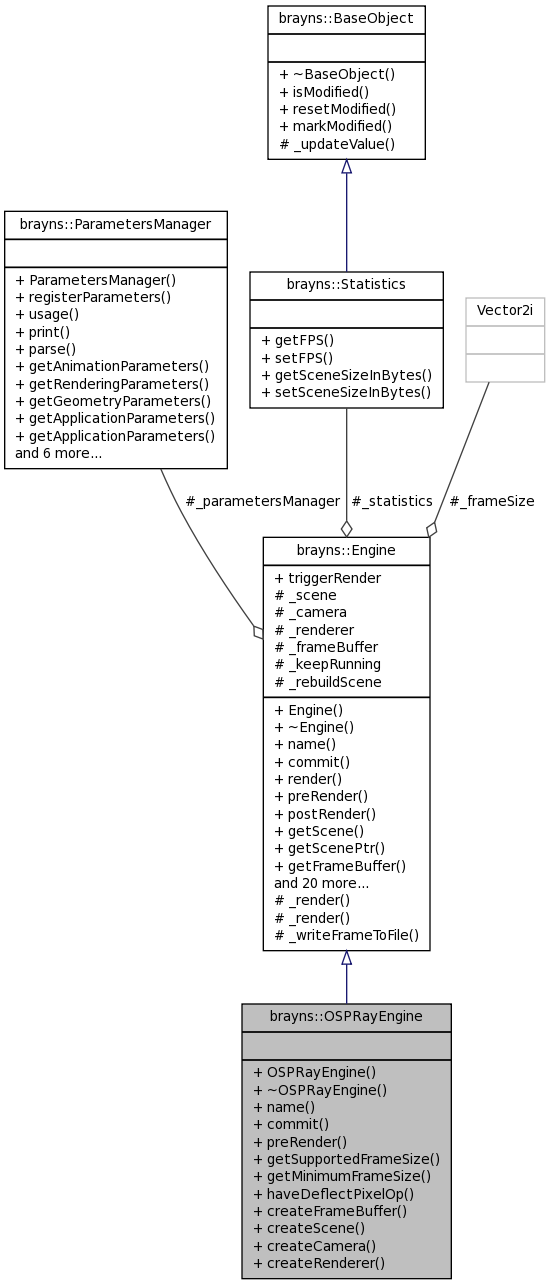 brayns::BaseObject
+ ~BaseObject()
+ isModified()
+ resetModified()
+ markModified()
# _updateValue()
brayns::ParametersManager
+ ParametersManager()
+ registerParameters()
+ usage()
+ print()
+ parse()
+ getAnimationParameters()
+ getRenderingParameters()
+ getGeometryParameters()
+ getApplicationParameters()
+ getApplicationParameters()
and 6 more...
brayns::Statistics
+ getFPS()
+ setFPS()
+ getSceneSizeInBytes()
+ setSceneSizeInBytes()
Vector2i
#_parametersManager
#_statistics
#_frameSize
brayns::Engine
+ triggerRender
# _scene
# _camera
# _renderer
# _frameBuffer
# _keepRunning
# _rebuildScene
+ Engine()
+ ~Engine()
+ name()
+ commit()
+ render()
+ preRender()
+ postRender()
+ getScene()
+ getScenePtr()
+ getFrameBuffer()
and 20 more...
# _render()
# _render()
# _writeFrameToFile()
brayns::OSPRayEngine
+ OSPRayEngine()
+ ~OSPRayEngine()
+ name()
+ commit()
+ preRender()
+ getSupportedFrameSize()
+ getMinimumFrameSize()
+ haveDeflectPixelOp()
+ createFrameBuffer()
+ createScene()
+ createCamera()
+ createRenderer()